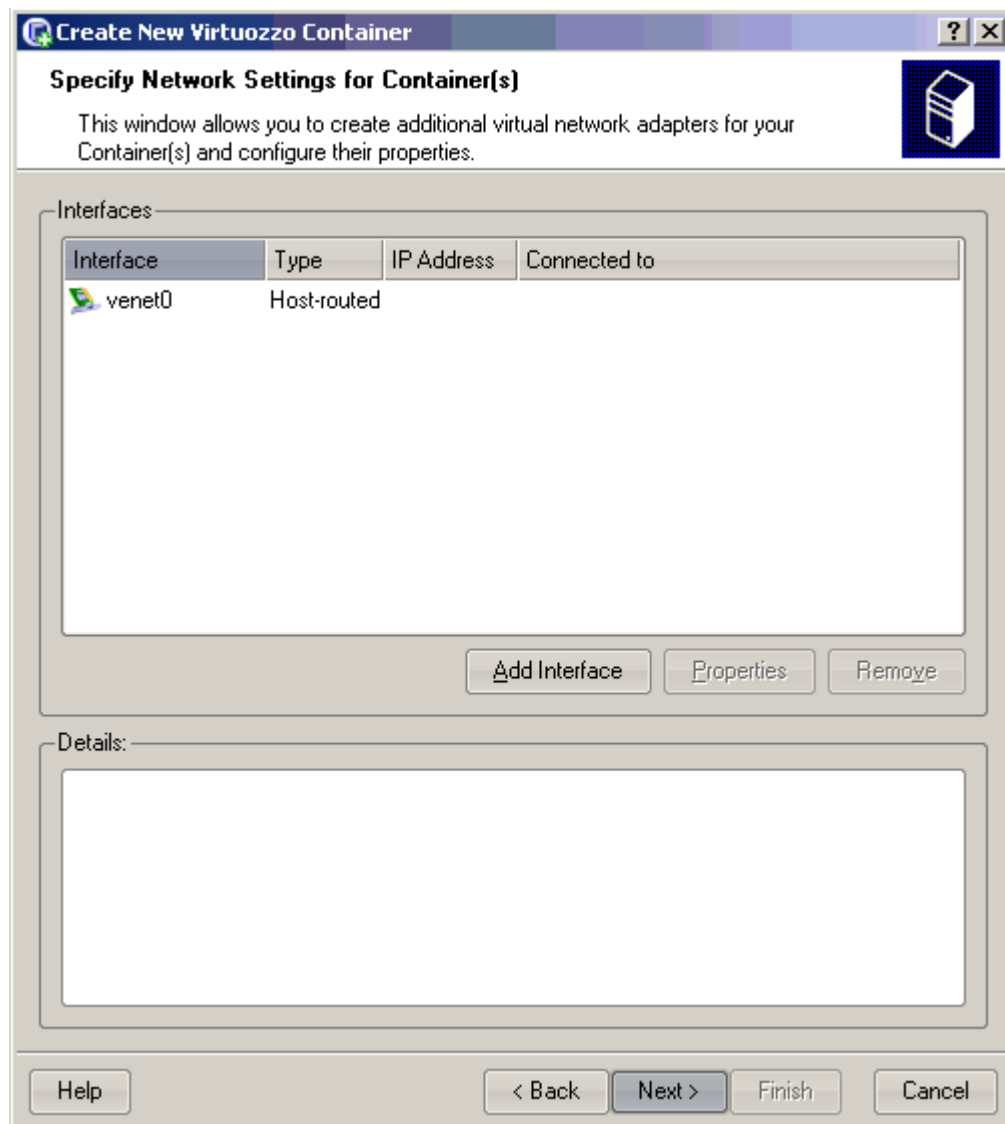 Create New Virtuozzo Container
Specify Network Settings for Container(s)
This window allows you to create additional virtual network adapters for your
Container(s) and configure their properties.
Interfaces
Interface Type IP Address Connected to
venet0 Host-routed
Add Interface Properties Remove
Details:
Help < Back Next > Finish Cancel